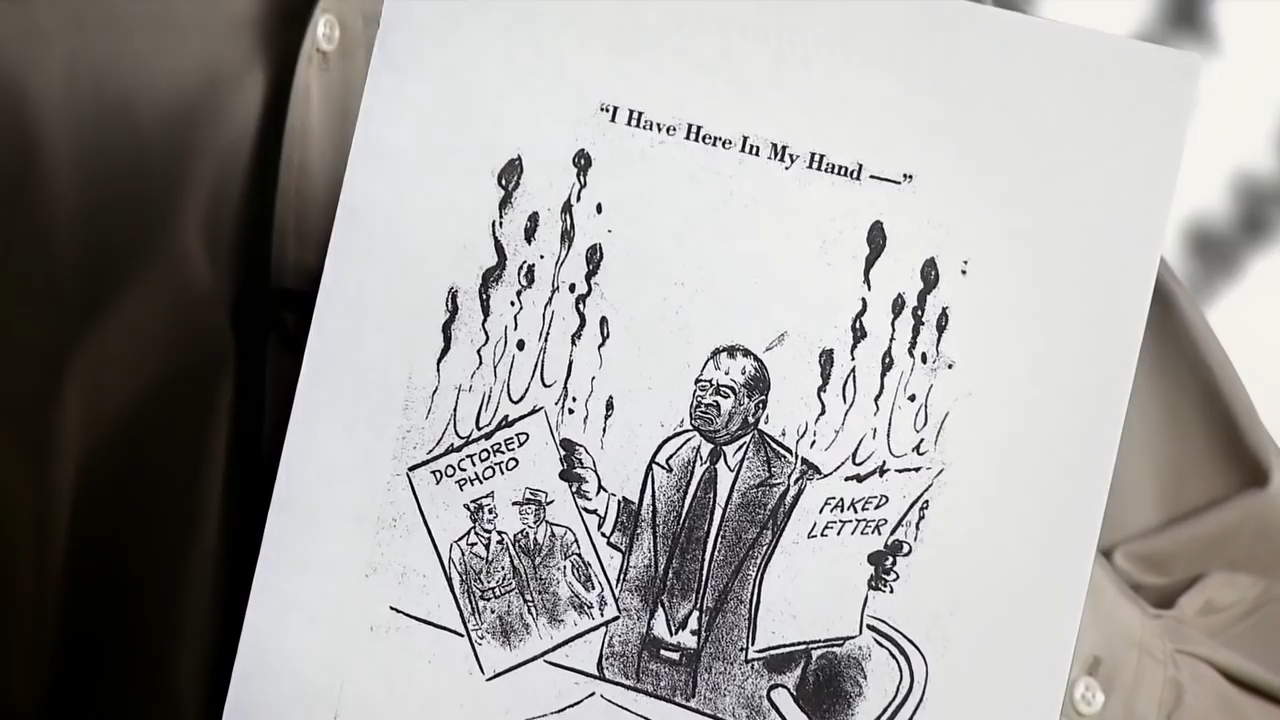 “I Have Here In My Hand —”
DOCTORED
PHOTO
FAKED
LETTER